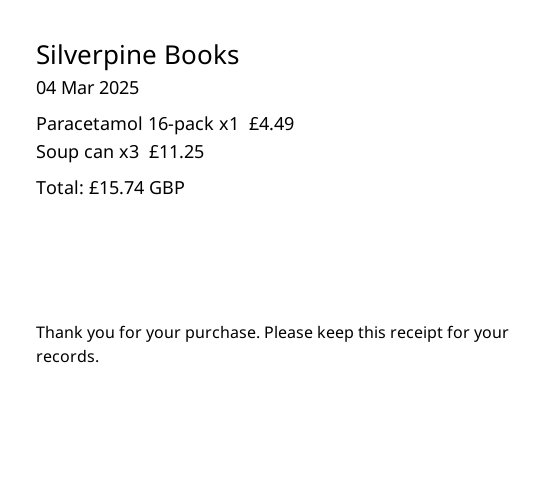 Silverpine Books
04 Mar 2025
Paracetamol 16-pack x1  £4.49
Soup can x3  £11.25
Total: £15.74 GBP
Thank you for your purchase. Please keep this receipt for your
records.